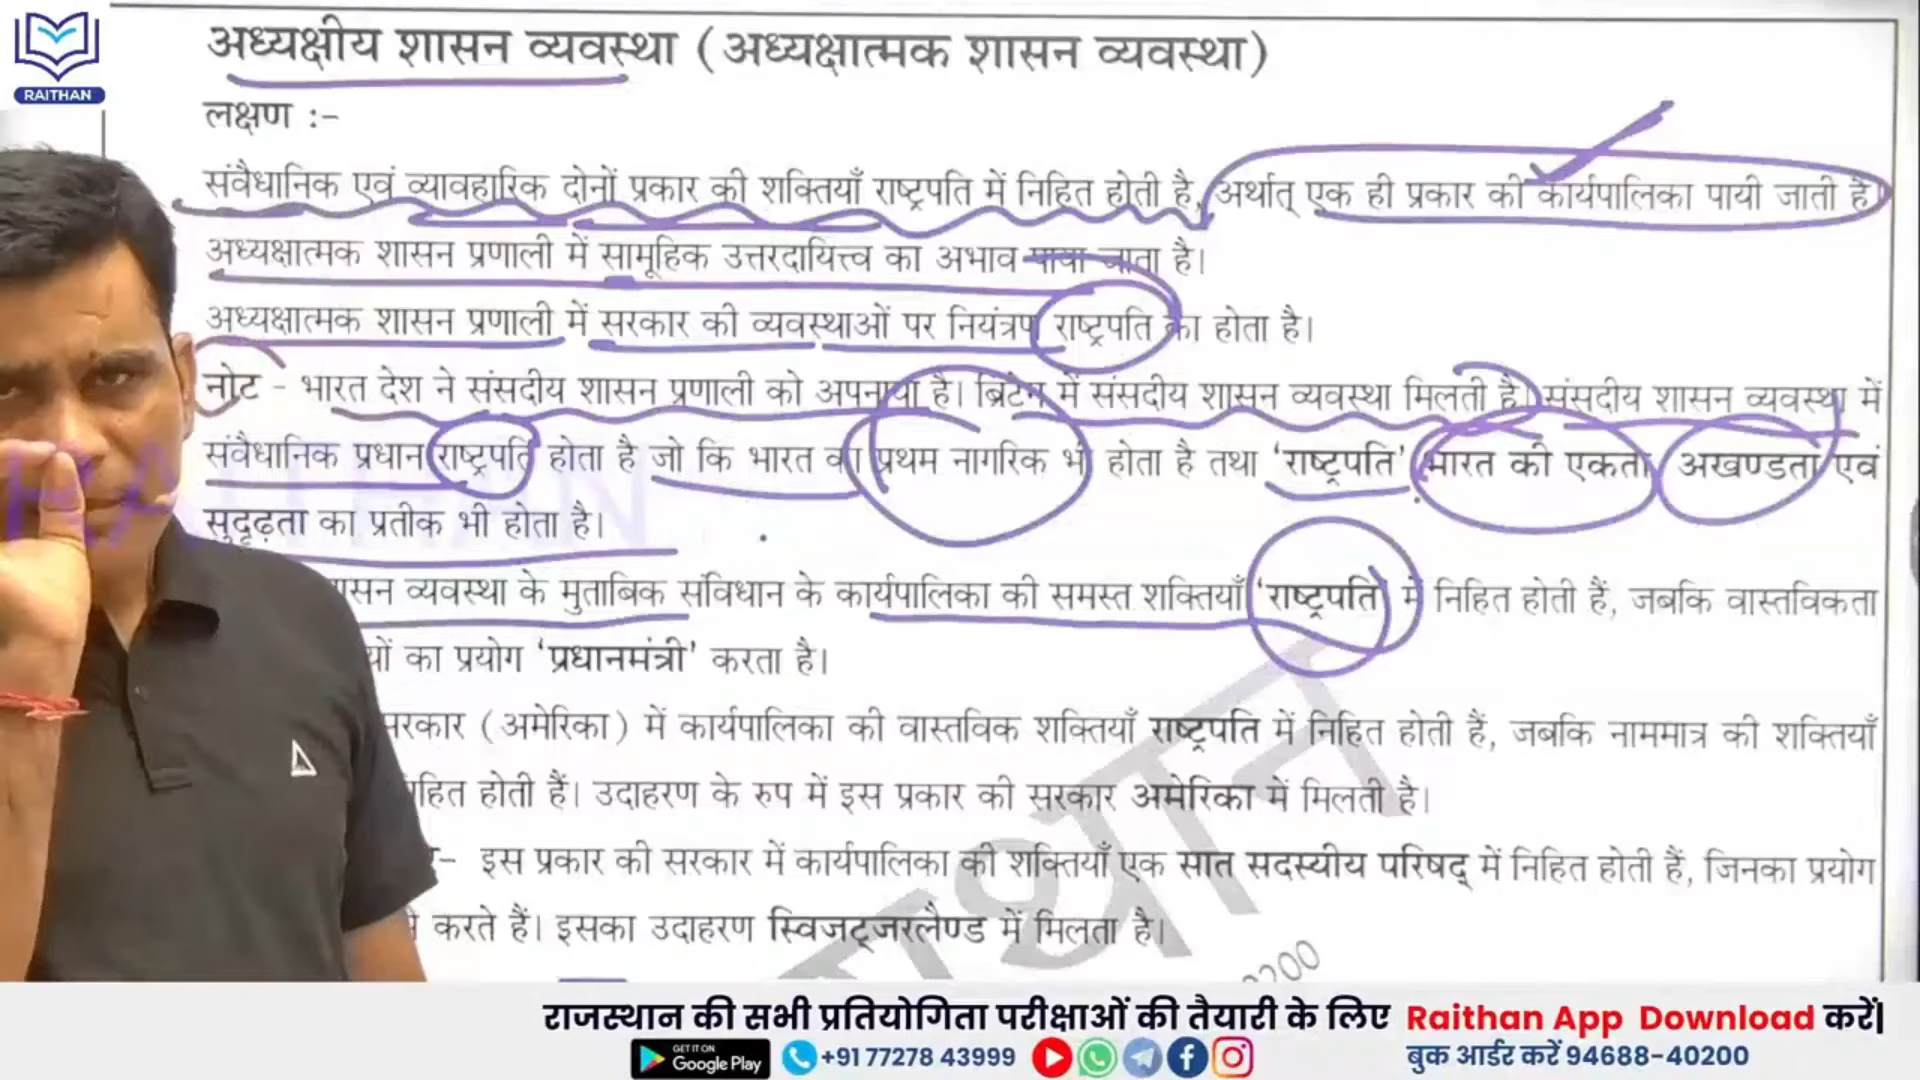 RAITHAN
अध्यक्षीय शासन व्यवस्था (अध्यक्षात्मक शासन व्यवस्था)
लक्षण :-
संवैधानिक एवं व्यावहारिक दोनों प्रकार की शक्तियाँ राष्ट्रपति में निहित होती है, अर्थात् एक ही प्रकार की कार्यपालिका पायी जाती है
अध्यक्षात्मक शासन प्रणाली में सामूहिक उत्तरदायित्त्व का अभाव पाया जाता है।
अध्यक्षात्मक शासन प्रणाली में सरकार की व्यवस्थाओं पर नियंत्रण राष्ट्रपति का होता है।
नोट - भारत देश ने संसदीय शासन प्रणाली को अपनाया है। ब्रिटेन में संसदीय शासन व्यवस्था मिलती है। संसदीय शासन व्यवस्था में
संवैधानिक प्रधान राष्ट्रपति होता है जो कि भारत का प्रथम नागरिक भी होता है तथा 'राष्ट्रपति' भारत की एकता अखण्डता एवं
सुदृढ़ता का प्रतीक भी होता है।
व्यवस्था के मुताबिक संविधान के कार्यपालिका की समस्त शक्तियाँ 'राष्ट्रपति' में निहित होती हैं, जबकि वास्तविकता
का प्रयोग 'प्रधानमंत्री' करता है।
सरकार (अमेरिका) में कार्यपालिका की वास्तविक शक्तियाँ राष्ट्रपति में निहित होती हैं, जबकि नाममात्र की शक्तियाँ
होती हैं। उदाहरण के रुप में इस प्रकार की सरकार अमेरिका में मिलती है।
इस प्रकार की सरकार में कार्यपालिका की शक्तियाँ एक सात सदस्यीय परिषद् में निहित होती हैं, जिनका प्रयोग
करते हैं। इसका उदाहरण स्विजट्जरलैण्ड में मिलता है।
राजस्थान की सभी प्रतियोगिता परीक्षाओं की तैयारी के लिए Raithan App Download करें|
GET IT ON Google Play +91 77278 43999 बुक आर्डर करें 94688-40200